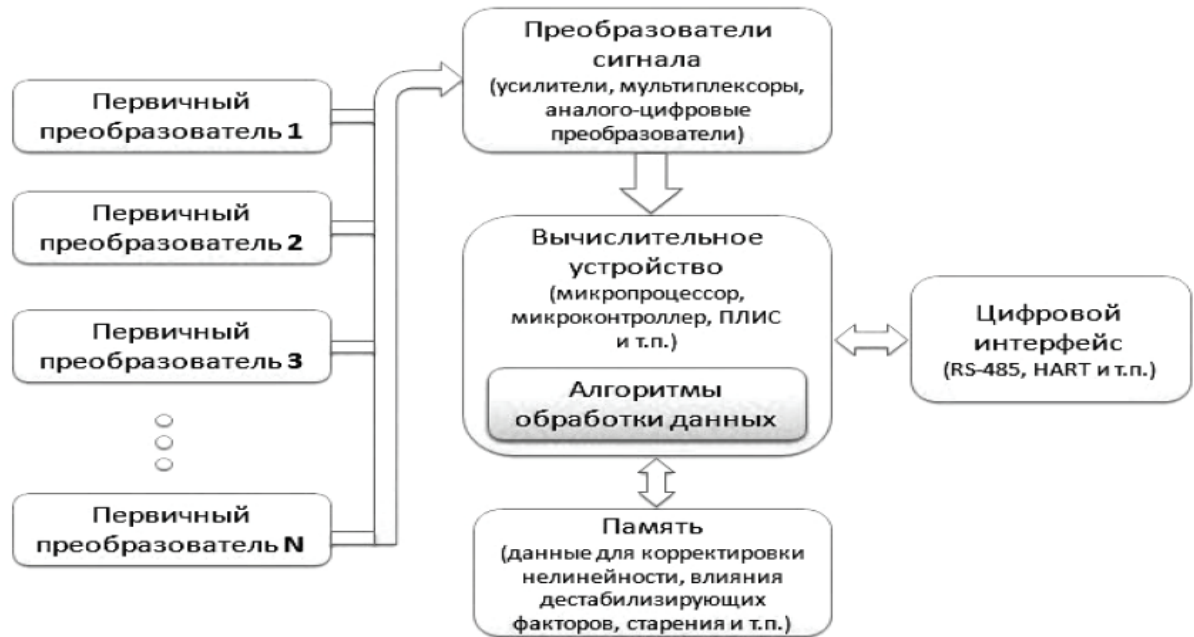 Первичный
преобразователь 1
Первичный
преобразователь 2
Первичный
преобразователь 3
Первичный
преобразователь N
Преобразователи
сигнала
(усилители, мультиплексоры,
аналого-цифровые
преобразователи)
Вычислительное
устройство
(микропроцессор,
микроконтроллер, ПЛИС
и т.п.)
Алгоритмы
обработки данных
Цифровой
интерфейс
(RS-485, HART и т.п.)
Память
(данные для корректировки
нелинейности, влияния
дестабилизирующих
факторов, старения и т.п.)